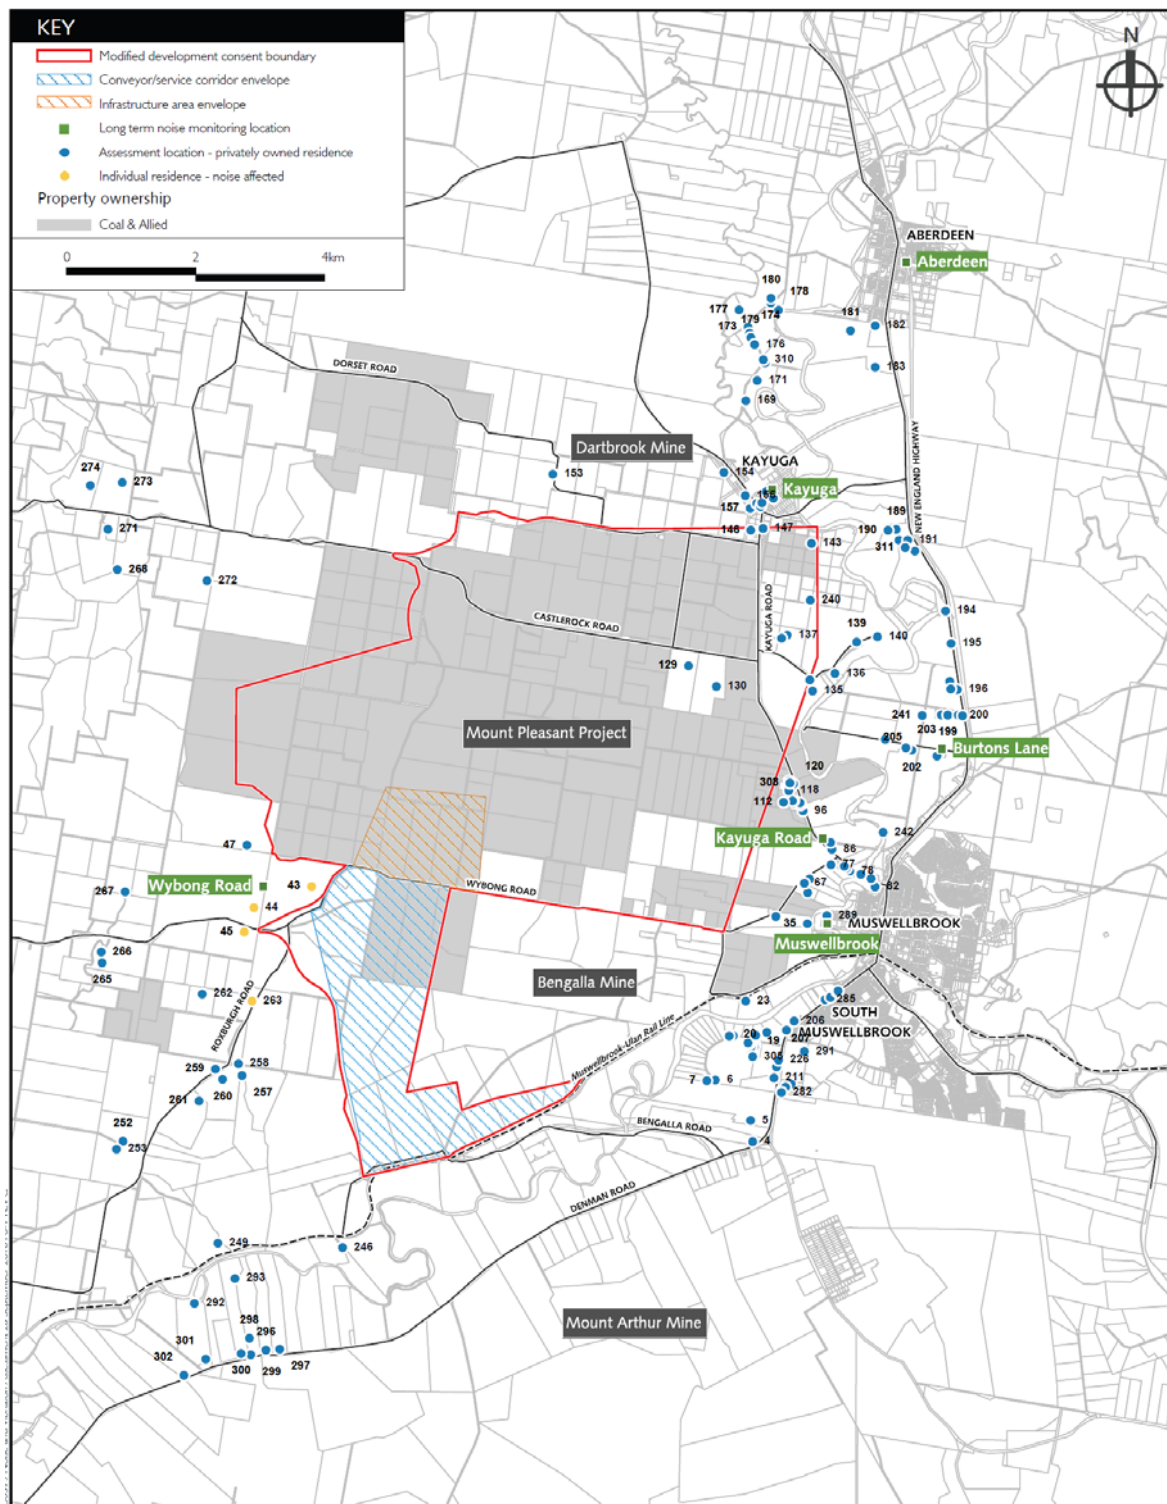 KEY
Modified development consent boundary
Conveyor/service corridor envelope
Infrastructure area envelope
Long term noise monitoring location
Assessment location - privately owned residence
Individual residence - noise affected
Property ownership
Coal & Allied
0 2 4km
N
ABERDEEN
Aberdeen
180
178
177
174
173
179
181
182
176
310
183
171
169
DORSET ROAD
NEW ENGLAND HIGHWAY
Dartbrook Mine
KAYUGA
154
153
Kayuga
156
157
274
273
271
268
272
146
147
143
189
190
191
311
CASTLEROCK ROAD
KAYUGA ROAD
240
194
139
137
140
195
129
130
136
135
196
Mount Pleasant Project
241
203
199
200
205
Burtons Lane
202
120
308
118
112
96
Kayuga Road
242
86
47
77
78
67
82
Wybong Road
43
WYBONG ROAD
267
44
45
35
289
MUSWELLBROOK
Muswellbrook
266
265
Bengalla Mine
262
263
ROXBURGH ROAD
23
285
SOUTH
MUSWELLBROOK
Muswellbrook-Ulan Rail Line
206
20
19
207
305
291
226
259
258
257
261
260
7
6
211
282
252
253
5
BENGALLA ROAD
4
DENMAN ROAD
249
246
293
292
298
296
301
302
300
299
297
Mount Arthur Mine